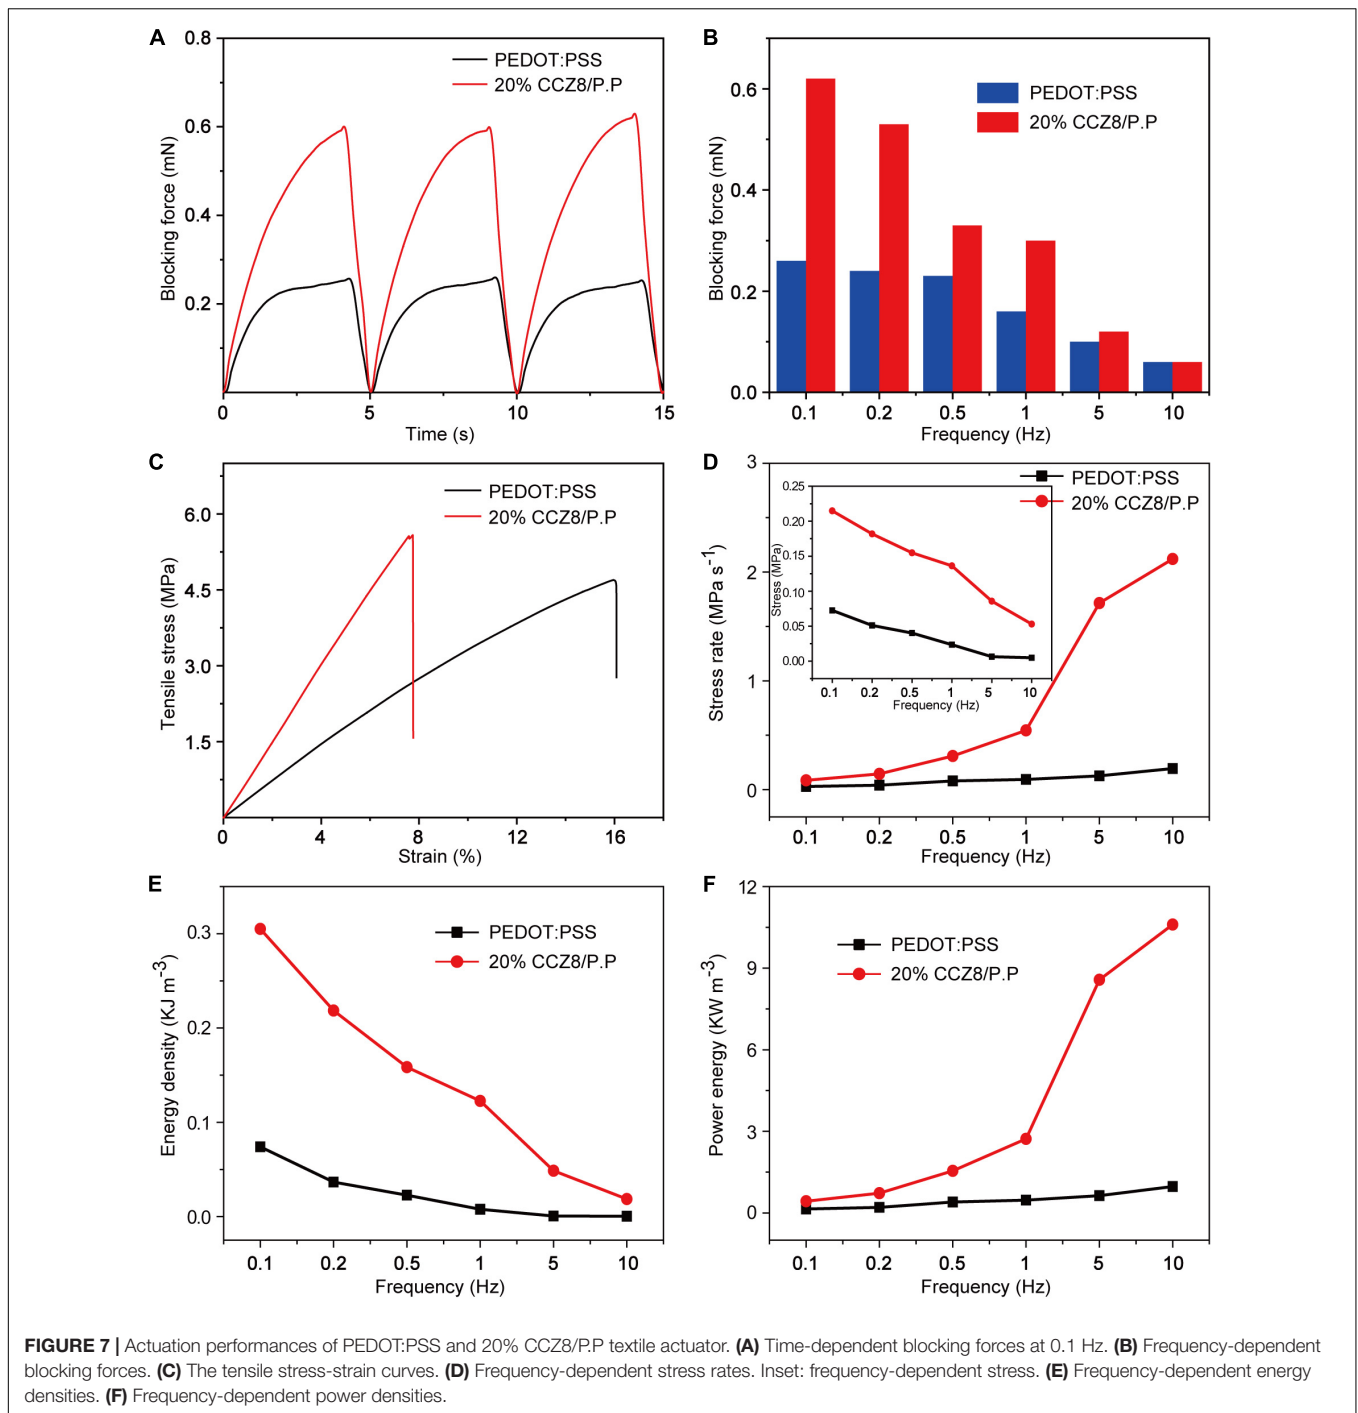 A
0.8
0.6
0.4
0.2
Blocking force (mN)
PEDOT:PSS
20% CCZ8/P.P
0
5
10
15
Time (s)
B
0.6
0.4
0.2
0.0
Blocking force (mN)
PEDOT:PSS
20% CCZ8/P.P
0.1
0.2
0.5
1
5
10
Frequency (Hz)
C
6.0
4.5
3.0
1.5
Tensile stress (MPa)
PEDOT:PSS
20% CCZ8/P.P
0
4
8
12
16
Strain (%)
D
3
2
1
0
Stress rate (MPa s-1)
PEDOT:PSS
20% CCZ8/P.P
0.25
0.20
0.15
0.10
0.05
0.00
Stress (MPa)
0.1
0.2
0.5
1
5
10
Frequency (Hz)
0.1
0.2
0.5
1
5
10
Frequency (Hz)
E
0.3
0.2
0.1
0.0
Energy density (KJ m-3)
PEDOT:PSS
20% CCZ8/P.P
0.1
0.2
0.5
1
5
10
Frequency (Hz)
F
12
9
6
3
0
Power energy (KW m-3)
PEDOT:PSS
20% CCZ8/P.P
0.1
0.2
0.5
1
5
10
Frequency (Hz)
FIGURE 7 | Actuation performances of PEDOT:PSS and 20% CCZ8/P.P textile actuator. (A) Time-dependent blocking forces at 0.1 Hz. (B) Frequency-dependent
blocking forces. (C) The tensile stress-strain curves. (D) Frequency-dependent stress rates. Inset: frequency-dependent stress. (E) Frequency-dependent energy
densities. (F) Frequency-dependent power densities.